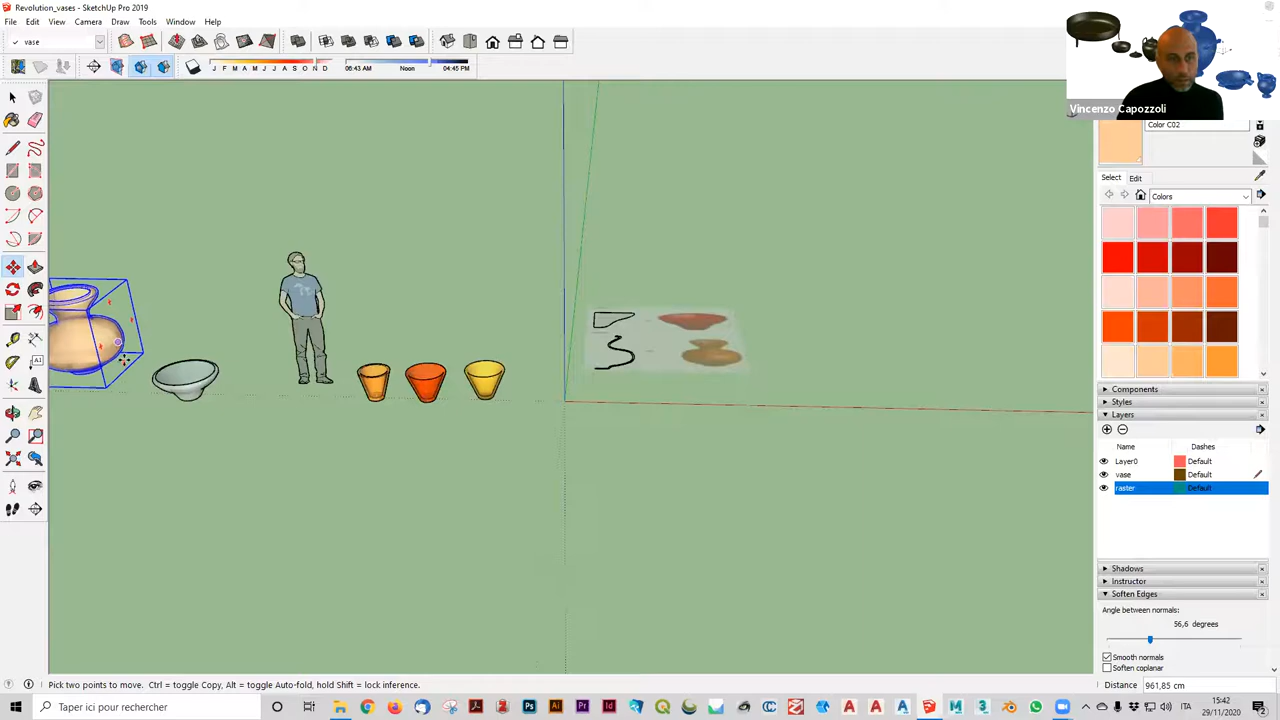 Revolution_vases - SketchUp Pro 2019
File Edit View Camera Draw Tools Window Help
vase
J F M A M J J A S O N D 06:43 AM Noon 04:45 PM
Vincenzo Capozzoli
Color C02
Select Edit
Colors
Components
Styles
Layers
Name Dashes
Layer0 Default
vase Default
raster Default
Shadows
Instructor
Soften Edges
Angle between normals:
56,6 degrees
Smooth normals
Soften coplanar
Pick two points to move. Ctrl = toggle Copy, Alt = toggle Auto-fold, hold Shift = lock inference.
Distance 961,85 cm
Taper ici pour rechercher
ITA
15:42
29/11/2020